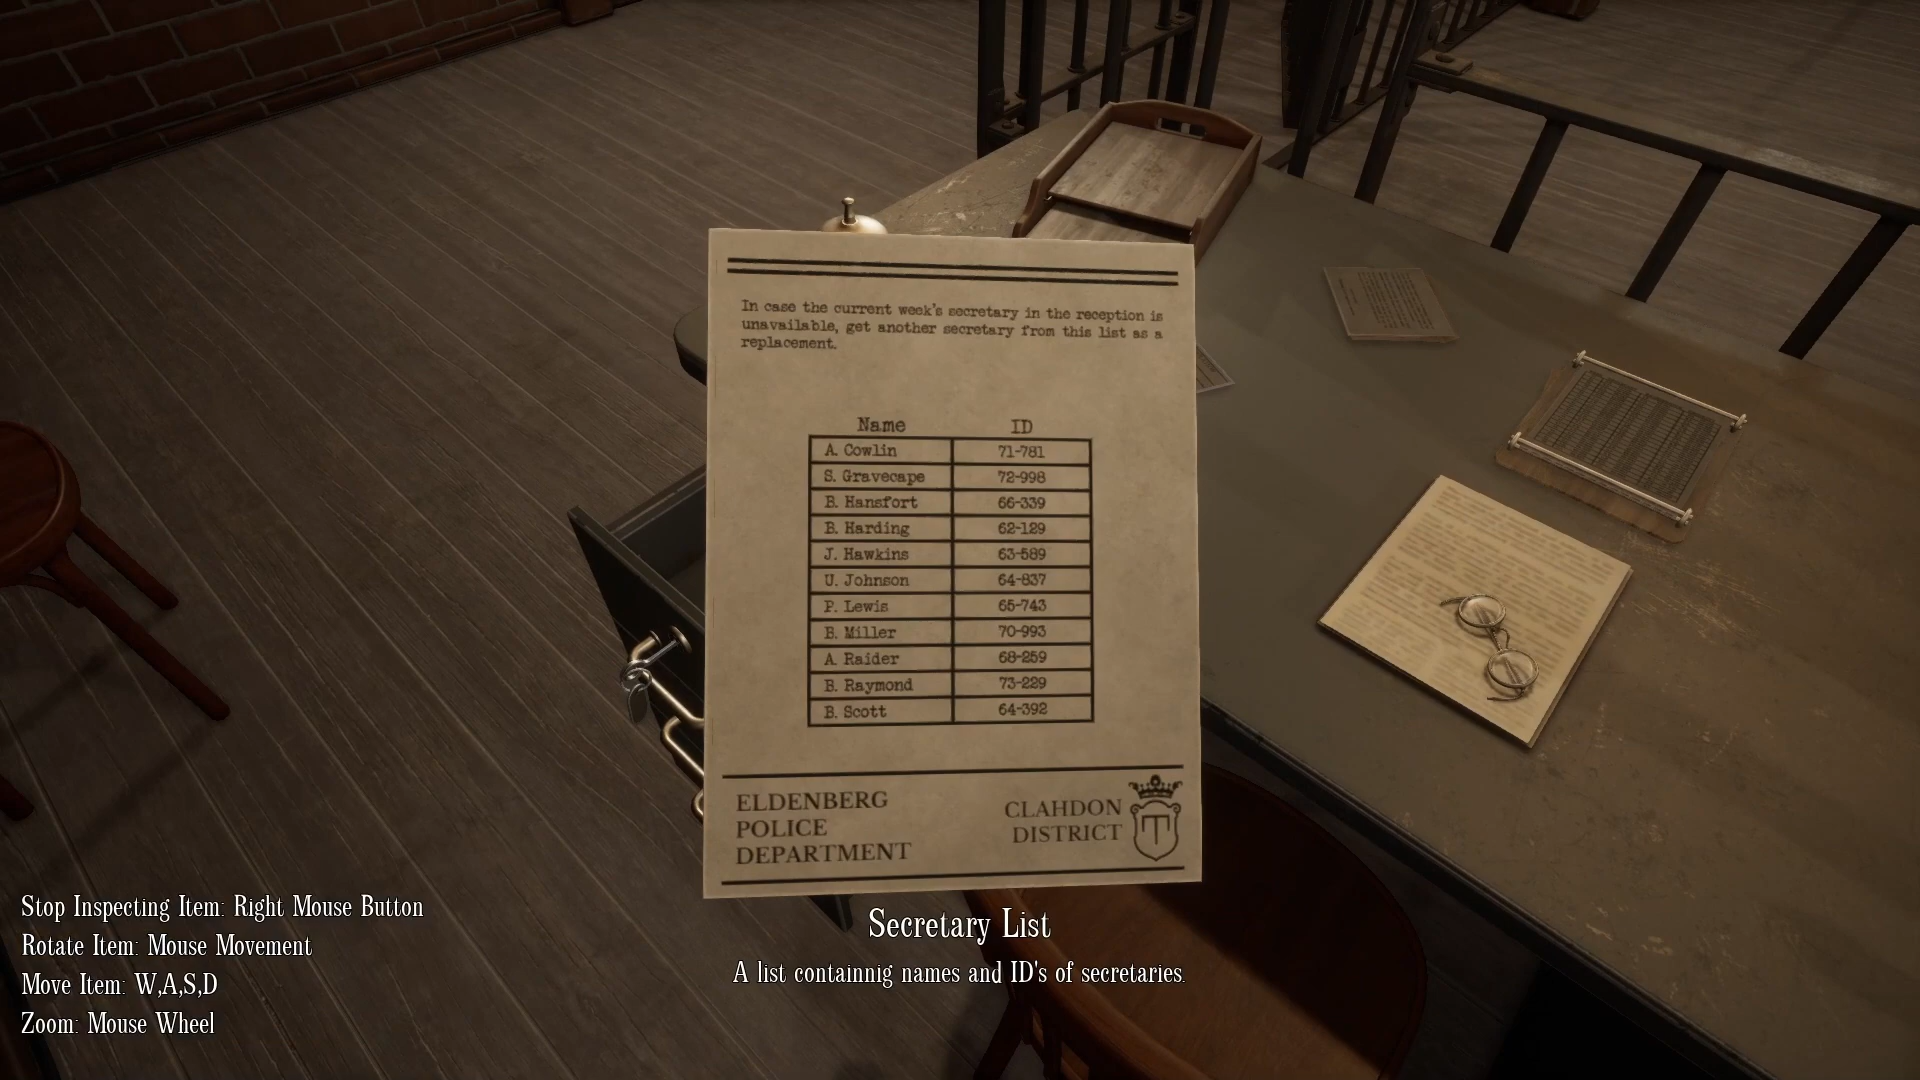 In case the current week's secretary in the reception is
unavailable, get another secretary from this list as a
replacement.
Name ID
A. Cowlin 71-781
S. Gravecape 72-998
B. Hansfort 66-339
B. Harding 62-129
J. Hawkins 63-589
U. Johnson 64-837
P. Lewis 65-743
B. Miller 70-993
A. Raider 68-259
B. Raymond 73-229
B. Scott 64-392
ELDENBERG
POLICE
DEPARTMENT
CLAHDON
DISTRICT
T
Secretary List
A list containnig names and ID's of secretaries.
Stop Inspecting Item: Right Mouse Button
Rotate Item: Mouse Movement
Move Item: W,A,S,D
Zoom: Mouse Wheel